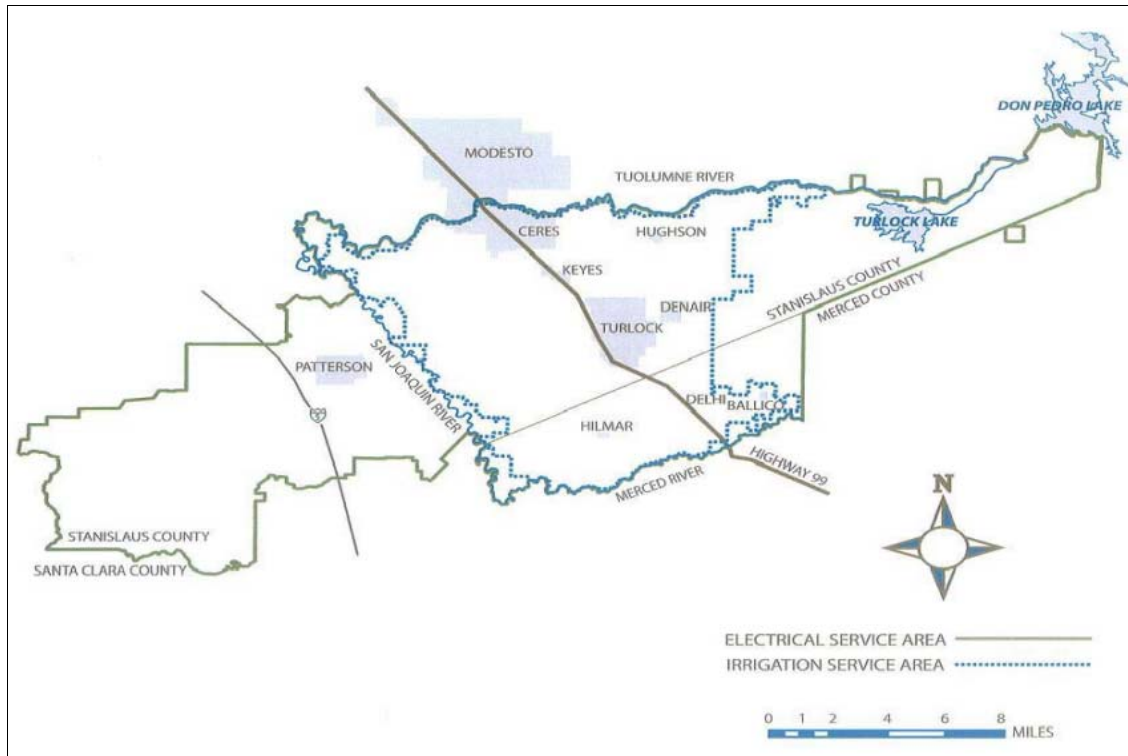 DON PEDRO LAKE
MODESTO
TUOLUMNE RIVER
TURLOCK LAKE
CERES
HUGHSON
KEYES
DENAIR
STANISLAUS COUNTY
MERCED COUNTY
TURLOCK
PATTERSON
SAN JOAQUIN RIVER
DELHI
BALLICO
HILMAR
HIGHWAY 99
MERCED RIVER
N
STANISLAUS COUNTY
SANTA CLARA COUNTY
ELECTRICAL SERVICE AREA
IRRIGATION SERVICE AREA
0 1 2 4 6 8
MILES